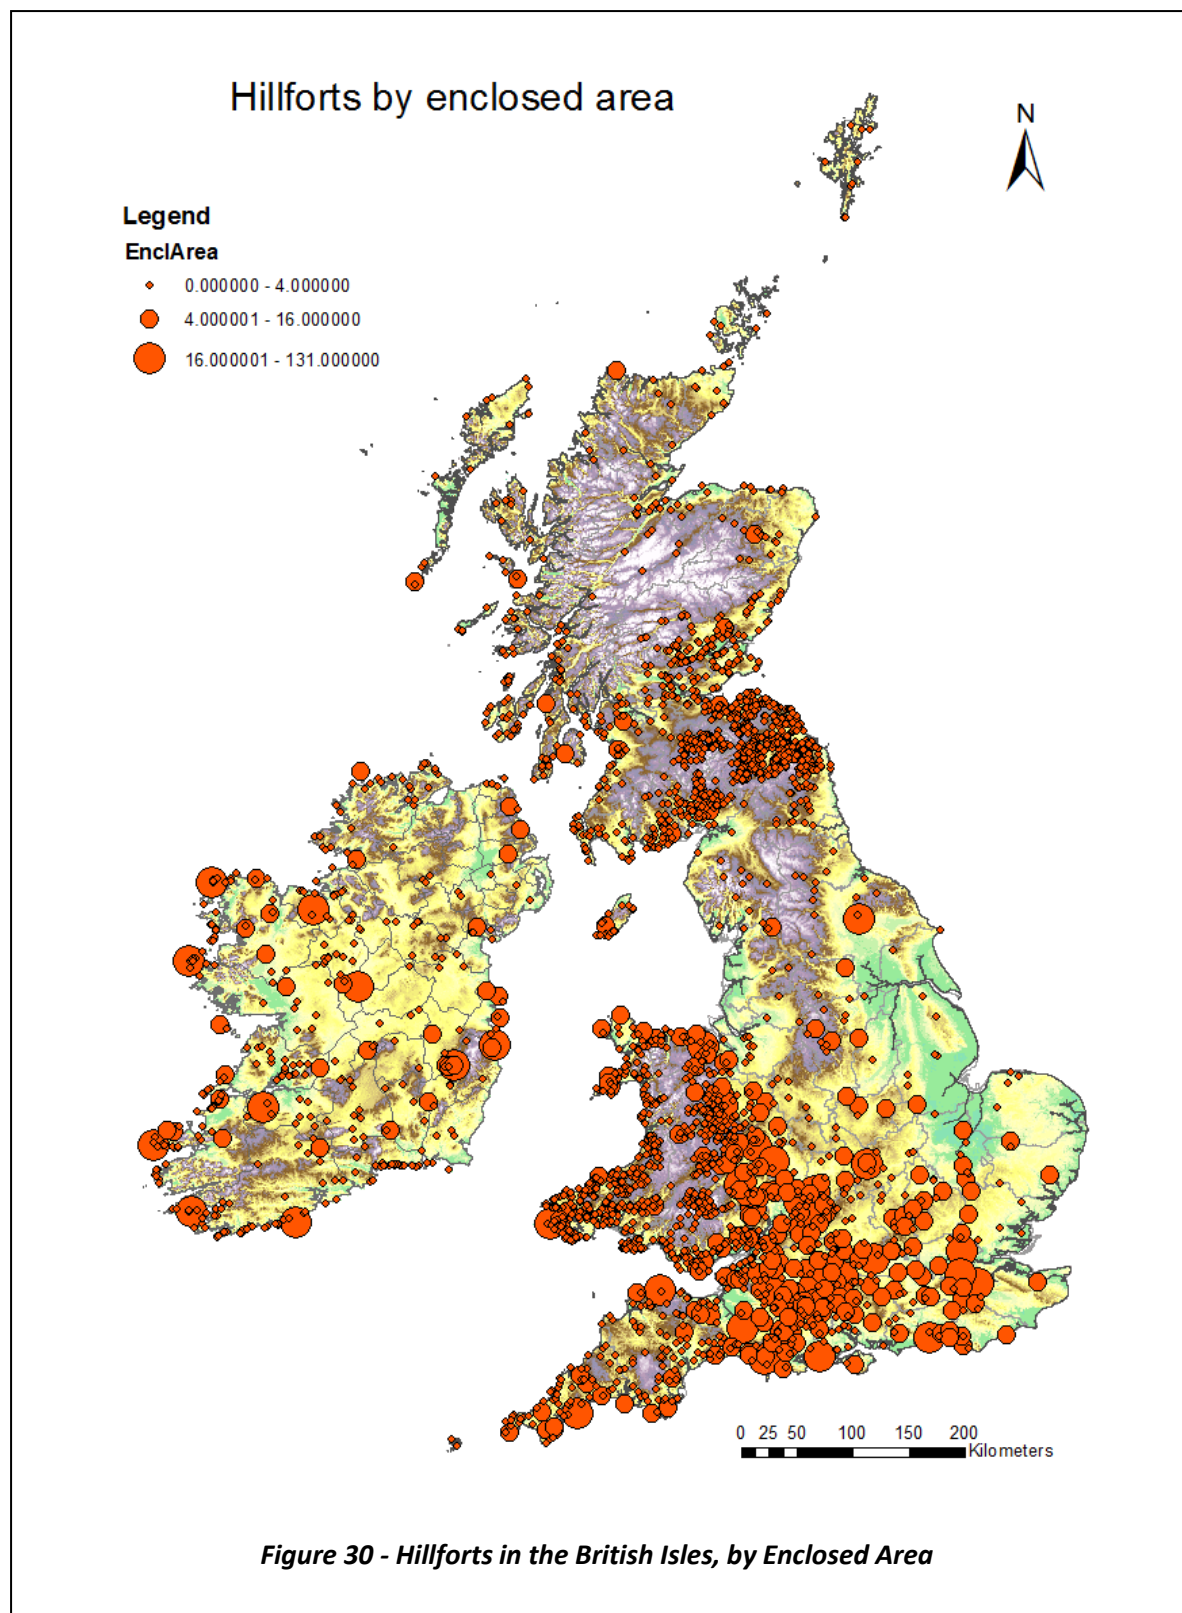 Hillforts by enclosed area
N
Legend
EnclArea
0.000000 - 4.000000
4.000001 - 16.000000
16.000001 - 131.000000
0 25 50 100 150 200
Kilometers
Figure 30 - Hillforts in the British Isles, by Enclosed Area